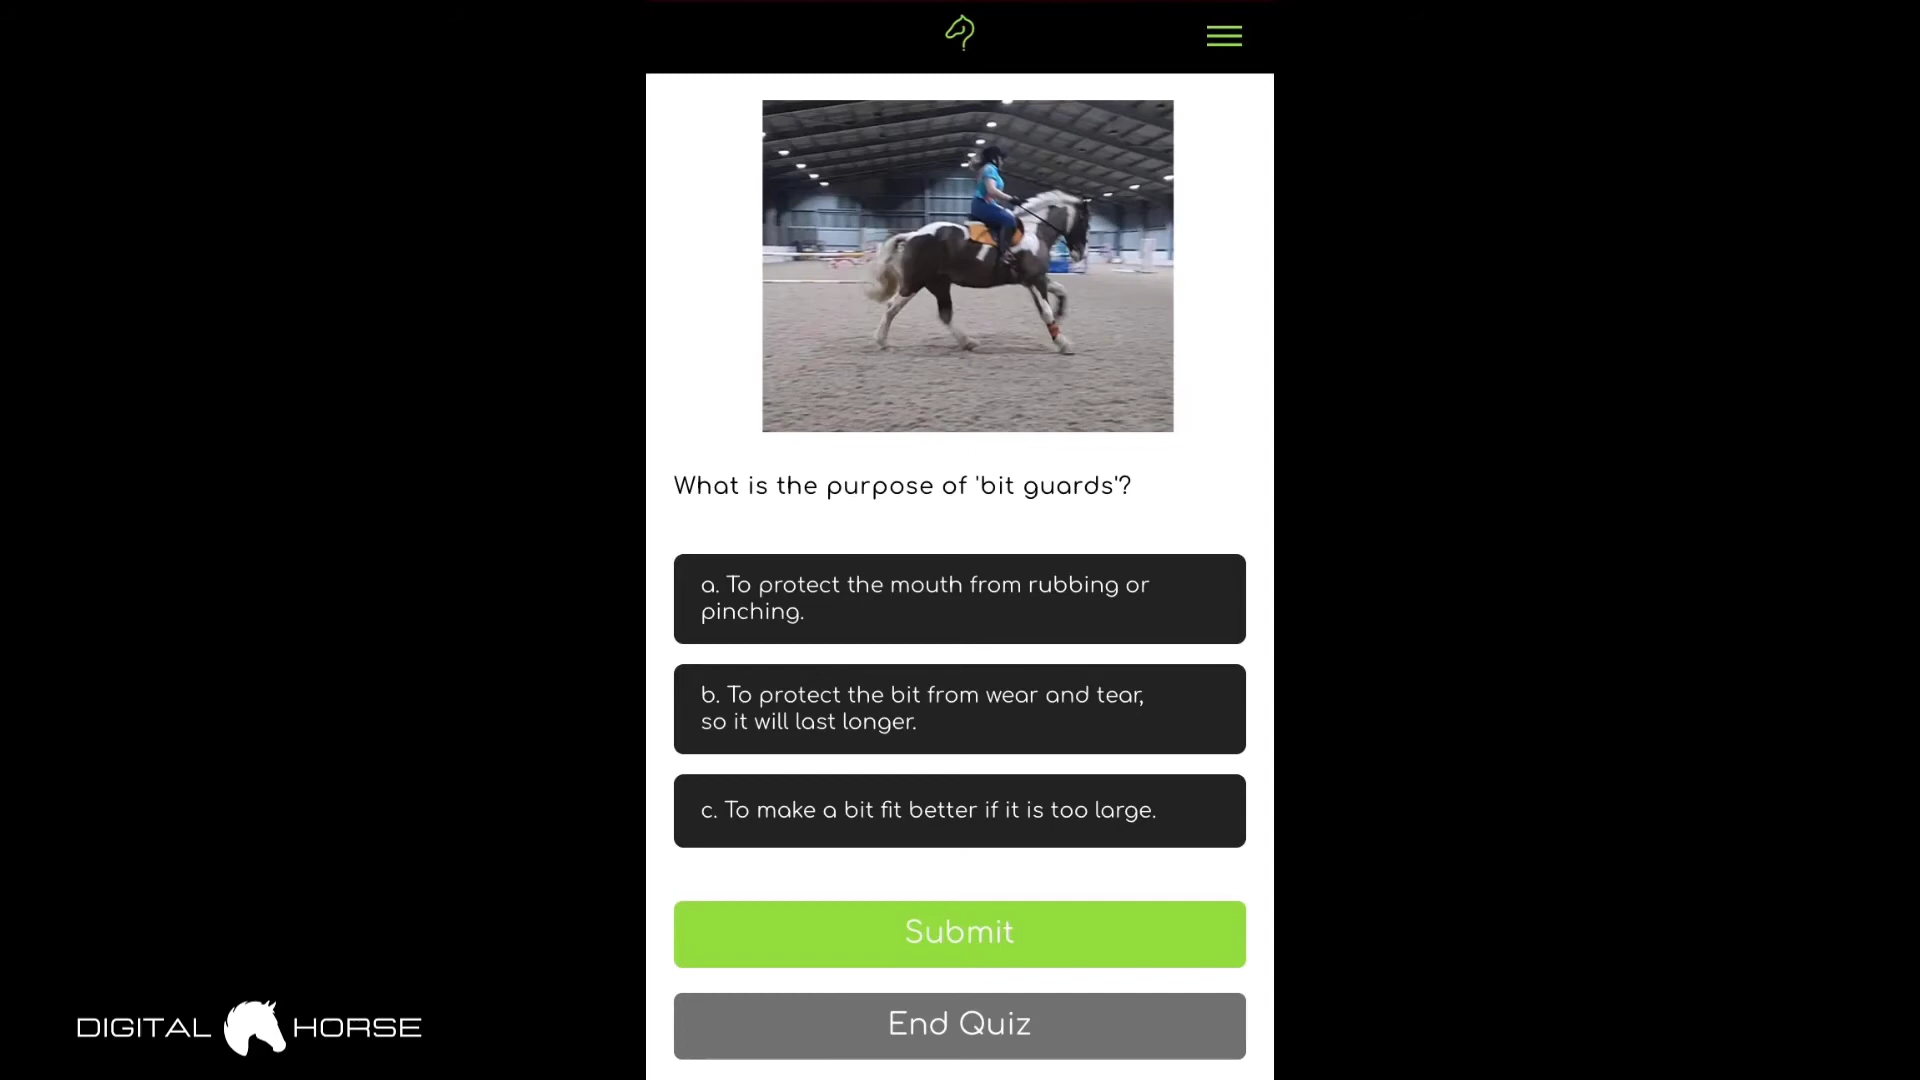 What is the purpose of 'bit guards'?
a. To protect the mouth from rubbing or
pinching.
b. To protect the bit from wear and tear,
so it will last longer.
c. To make a bit fit better if it is too large.
Submit
End Quiz
DIGITAL HORSE